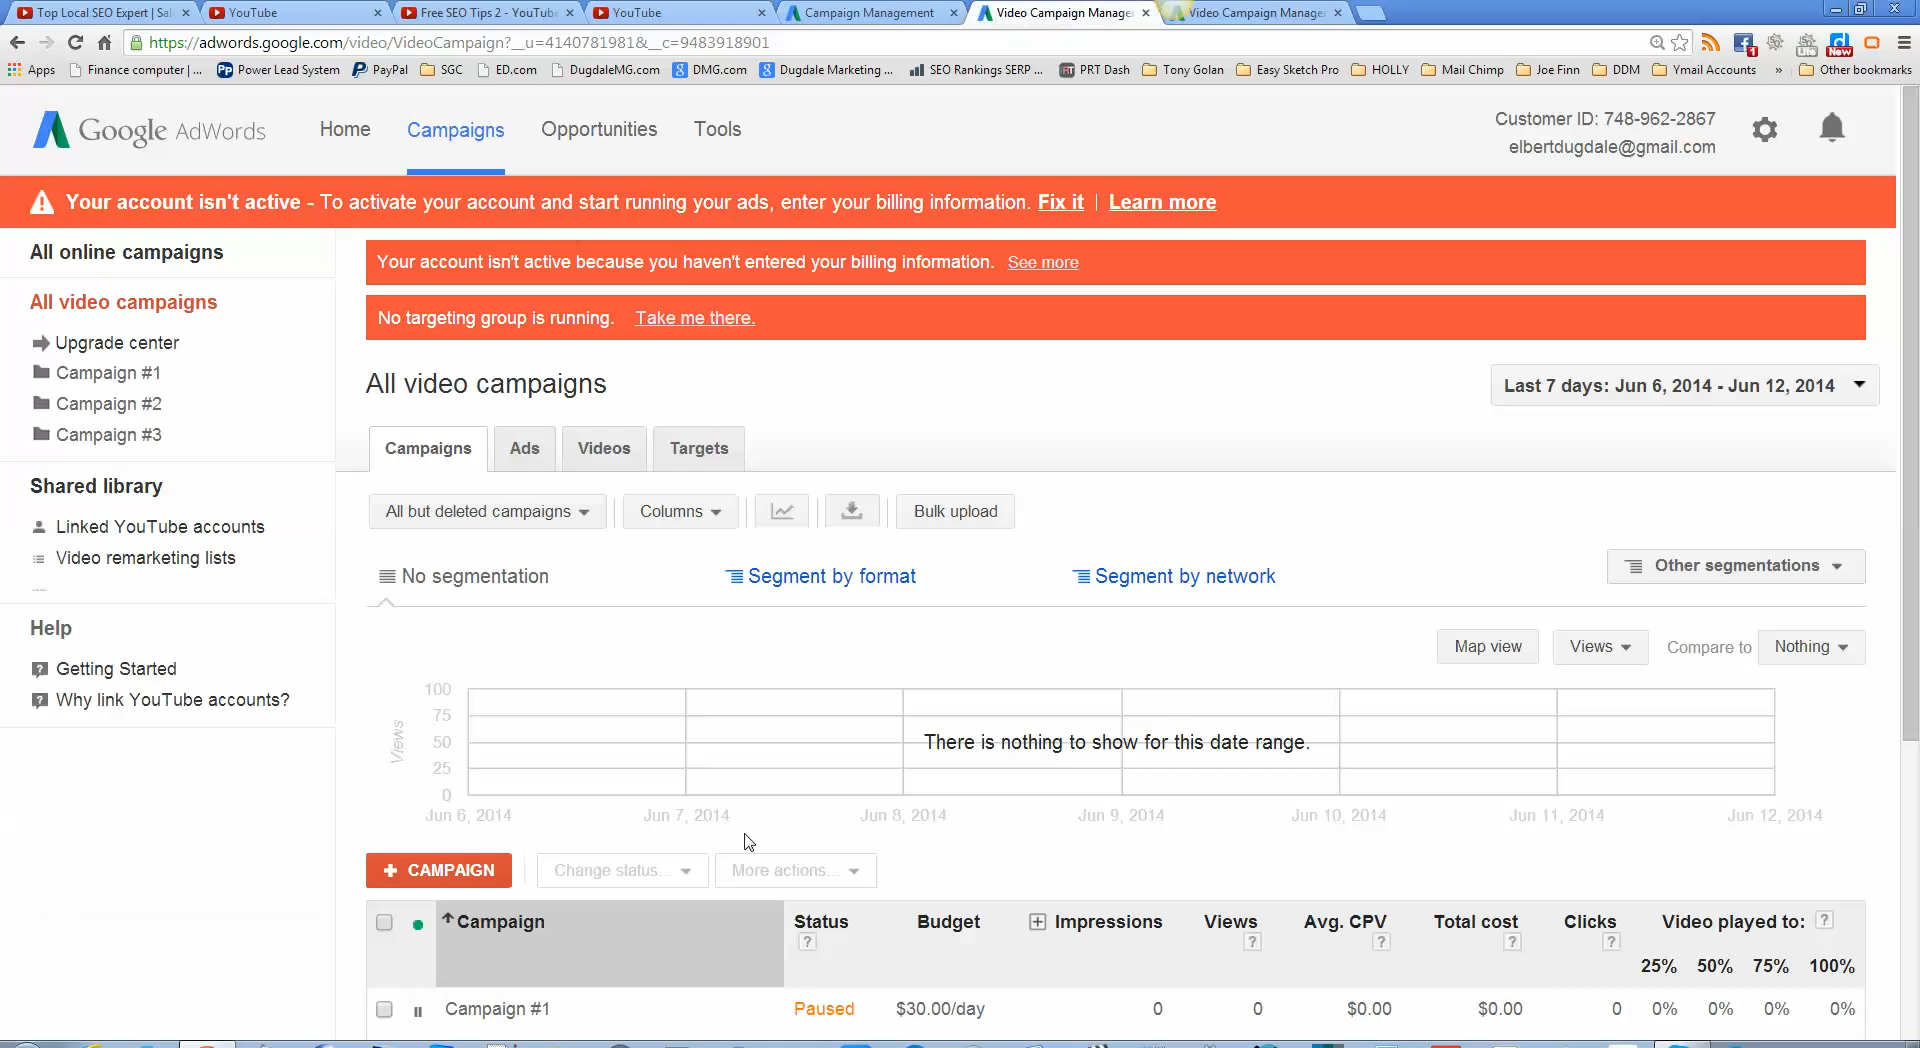 Top Local SEO Expert | Sal
YouTube
Free SEO Tips 2 - YouTube
YouTube
Campaign Management
Video Campaign Manage
Video Campaign Manage
https://adwords.google.com/video/VideoCampaign?__u=4140781981&__c=9483918901
Apps
Finance computer | ...
Power Lead System
PayPal
SGC
ED.com
DugdaleMG.com
DMG.com
Dugdale Marketing ...
SEO Rankings SERP ...
PRT Dash
Tony Golan
Easy Sketch Pro
HOLLY
Mail Chimp
Joe Finn
DDM
Ymail Accounts
»
Other bookmarks
Google AdWords
Home
Campaigns
Opportunities
Tools
Customer ID: 748-962-2867
elbertdugdale@gmail.com
Your account isn't active - To activate your account and start running your ads, enter your billing information. Fix it | Learn more
All online campaigns
All video campaigns
Upgrade center
Campaign #1
Campaign #2
Campaign #3
Shared library
Linked YouTube accounts
Video remarketing lists
Help
Getting Started
Why link YouTube accounts?
Your account isn't active because you haven't entered your billing information. See more
No targeting group is running. Take me there.
All video campaigns
Last 7 days: Jun 6, 2014 - Jun 12, 2014
Campaigns
Ads
Videos
Targets
All but deleted campaigns
Columns
Bulk upload
No segmentation
Segment by format
Segment by network
Other segmentations
Map view
Views
Compare to
Nothing
Views
100
75
50
25
0
There is nothing to show for this date range.
Jun 6, 2014
Jun 7, 2014
Jun 8, 2014
Jun 9, 2014
Jun 10, 2014
Jun 11, 2014
Jun 12, 2014
+ CAMPAIGN
Change status...
More actions...
Campaign
Status
?
Budget
Impressions
Views
?
Avg. CPV
?
Total cost
?
Clicks
?
Video played to: ?
25% 50% 75% 100%
Campaign #1
Paused
$30.00/day
0
0
$0.00
$0.00
0
0% 0% 0% 0%